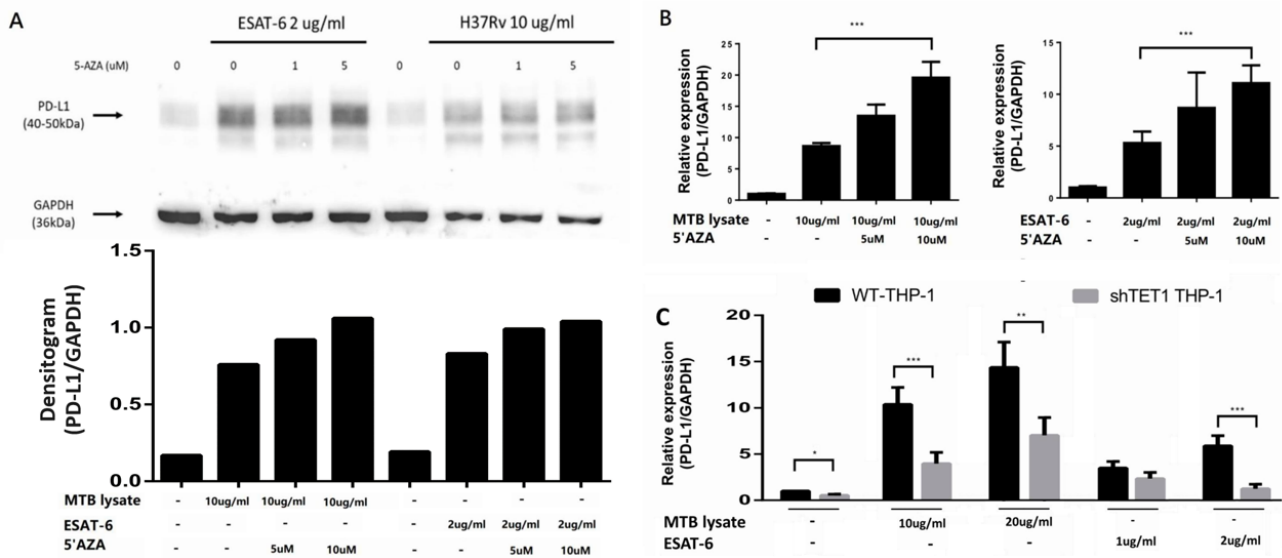 A
ESAT-6 2 ug/ml
H37Rv 10 ug/ml
5-AZA (uM)
0 0 1 5 0 0 1 5
PD-L1
(40-50kDa)
GAPDH
(36kDa)
Densitogram
(PD-L1/GAPDH)
1.5
1.0
0.5
0.0
MTB lysate - 10ug/ml 10ug/ml 10ug/ml - - - -
ESAT-6 - - - - - 2ug/ml 2ug/ml 2ug/ml
5'AZA - - 5uM 10uM - - 5uM 10uM
B
Relative expression
(PD-L1/GAPDH)
25
20
15
10
5
0
***
MTB lysate - 10ug/ml 10ug/ml 10ug/ml
5'AZA - - 5uM 10uM
Relative expression
(PD-L1/GAPDH)
15
10
5
0
***
ESAT-6 - 2ug/ml 2ug/ml 2ug/ml
5'AZA - - 5uM 10uM
-
WT-THP-1
shTET1 THP-1
C
Relative expression
(PD-L1/GAPDH)
20
15
10
5
0
* *** ** ***
MTB lysate - 10ug/ml 20ug/ml - -
ESAT-6 - - - 1ug/ml 2ug/ml